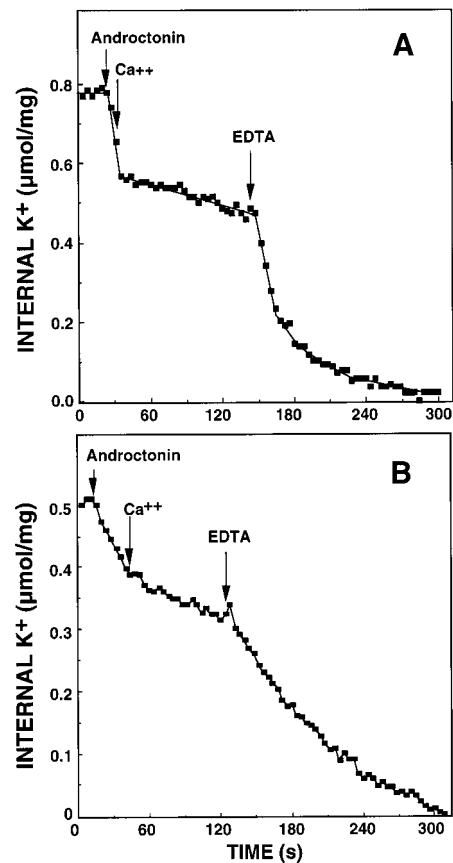 A
Androctonin
Ca++
EDTA
INTERNAL K+ (µmol/mg)
0.8
0.6
0.4
0.2
0.0
0 60 120 180 240 300
B
Androctonin
Ca++
EDTA
INTERNAL K+ (µmol/mg)
0.5
0.4
0.3
0.2
0.1
0
0 60 120 180 240 300
TIME (s)